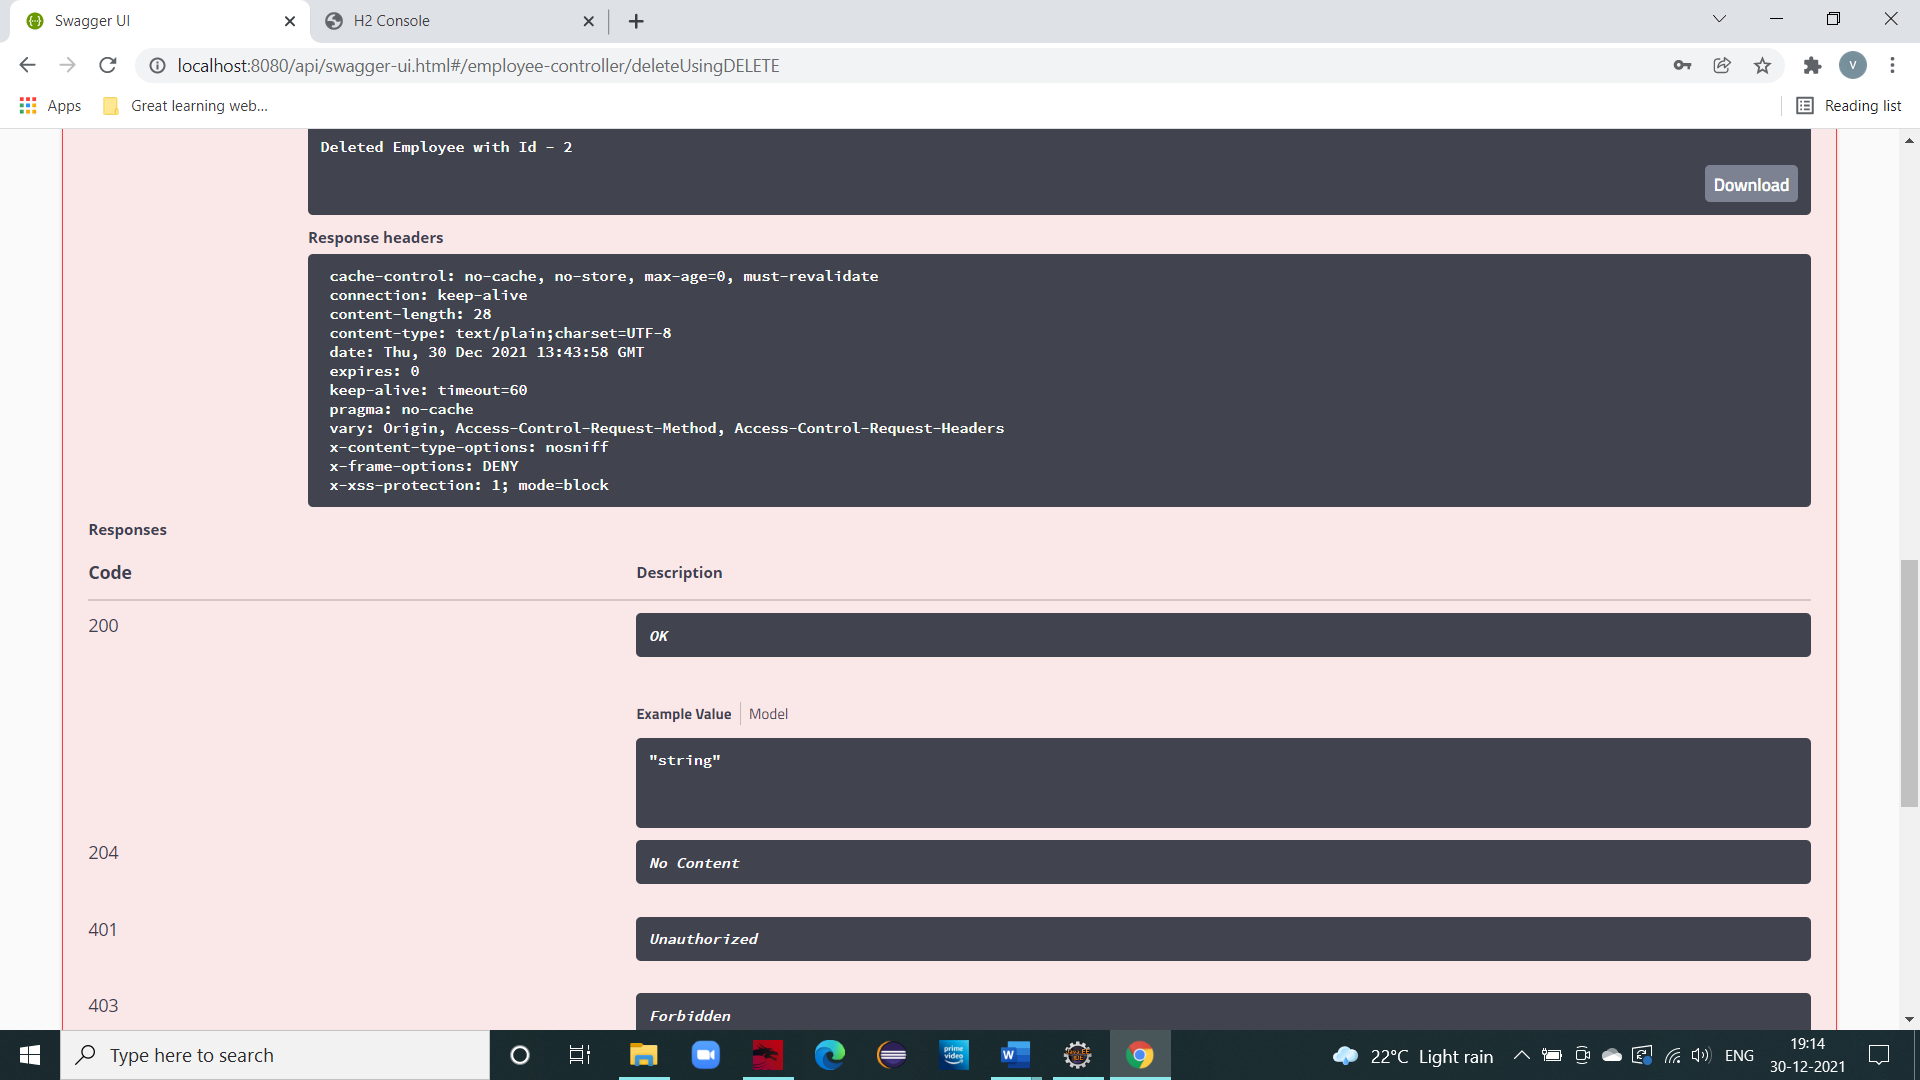 Swagger UI
H2 Console
localhost:8080/api/swagger-ui.html#/employee-controller/deleteUsingDELETE
V
Apps
Great learning web...
Reading list
Deleted Employee with Id - 2
Download
Response headers
cache-control: no-cache, no-store, max-age=0, must-revalidate
connection: keep-alive
content-length: 28
content-type: text/plain;charset=UTF-8
date: Thu, 30 Dec 2021 13:43:58 GMT
expires: 0
keep-alive: timeout=60
pragma: no-cache
vary: Origin, Access-Control-Request-Method, Access-Control-Request-Headers
x-content-type-options: nosniff
x-frame-options: DENY
x-xss-protection: 1; mode=block
Responses
Code Description
200 OK
Example Value Model
"string"
204 No Content
401 Unauthorized
403 Forbidden
Type here to search
prime video
W
22°C Light rain
ENG
19:14
30-12-2021